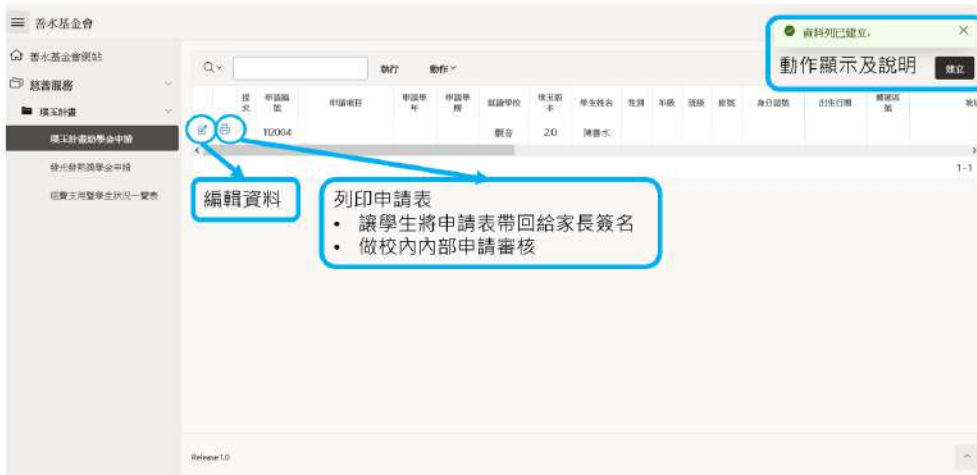 善水基金會
善水基金會網站
慈善服務
璞玉計畫
璞玉計畫助學金申請
發光發熱獎學金申請
經費支用暨學生狀況一覽表
資料列已建立。
動作顯示及說明
建立
執行
動作
提交
申請編號
申請項目
申請學年
申請學期
就讀學校
璞玉版本
學生姓名
性別
年級
班級
座號
身分證號
出生日期
112004
觀音
2.0
陳善水
1-1
編輯資料
列印申請表
• 讓學生將申請表帶回給家長簽名
• 做校內內部申請審核
Release 1.0